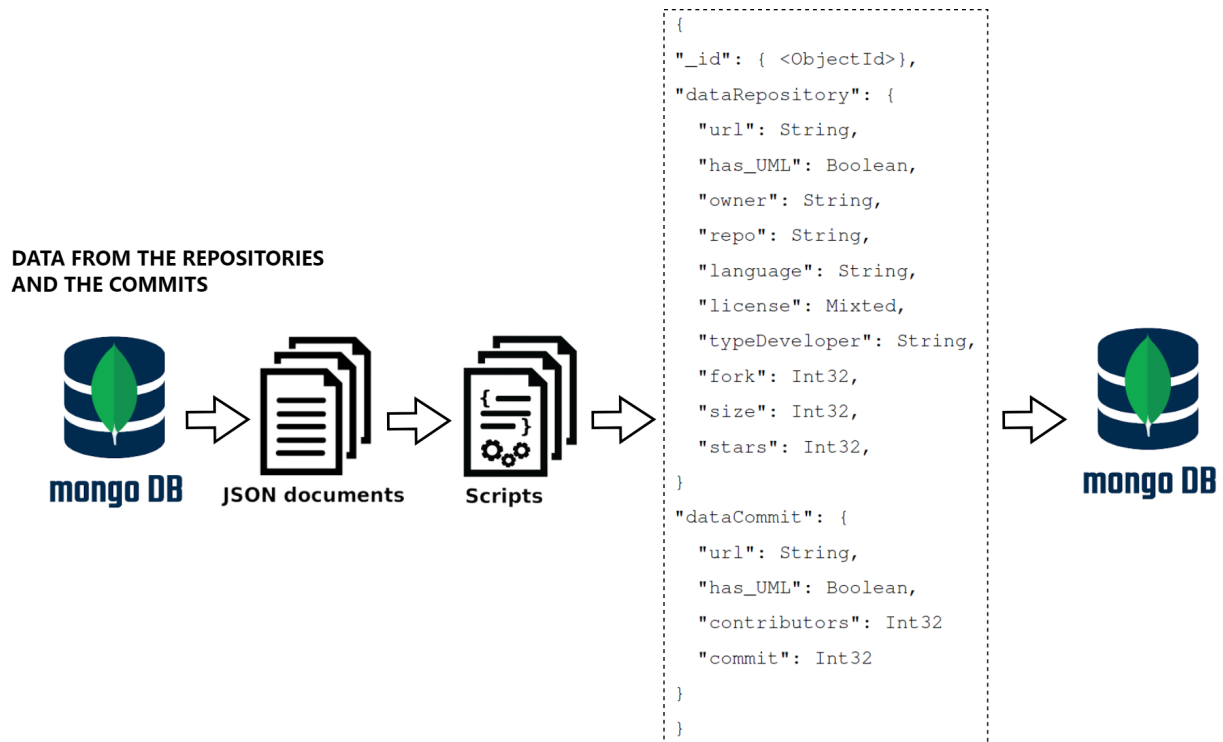 DATA FROM THE REPOSITORIES
AND THE COMMITS
mongo DB
JSON documents
{
}
Scripts
{
"_id": { <ObjectId>},
"dataRepository": {
"url": String,
"has_UML": Boolean,
"owner": String,
"repo": String,
"language": String,
"license": Mixted,
"typeDeveloper": String,
"fork": Int32,
"size": Int32,
"stars": Int32,
}
"dataCommit": {
"url": String,
"has_UML": Boolean,
"contributors": Int32
"commit": Int32
}
}
mongo DB